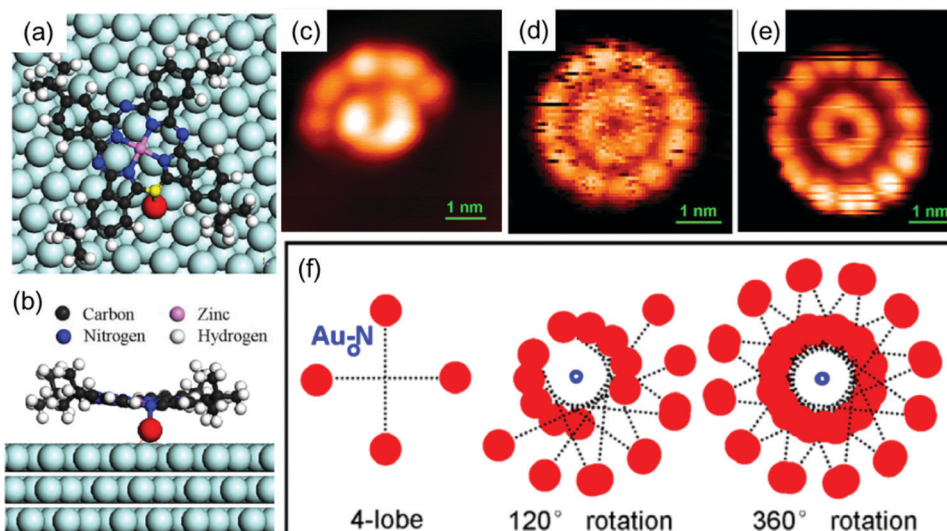 (a)
(b)
Carbon
Zinc
Nitrogen
Hydrogen
(c)
1 nm
(d)
1 nm
(e)
1 nm
(f)
Au-N
4-lobe
120° rotation
360° rotation